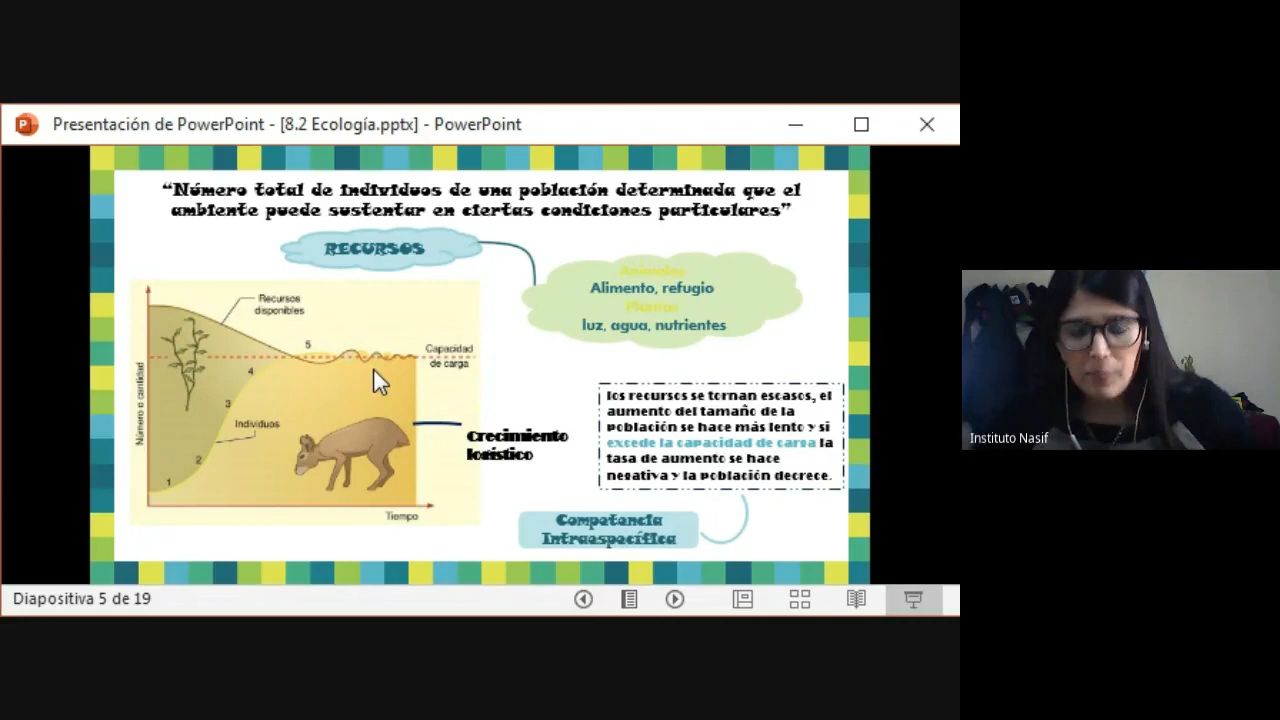 Presentación de PowerPoint - [8.2 Ecología.pptx] - PowerPoint
“Número total de individuos de una población determinada que el
ambiente puede sustentar en ciertas condiciones particulares”
RECURSOS
Animales
Alimento, refugio
Plantas
luz, agua, nutrientes
Recursos
disponibles
5
Capacidad
de carga
4
3
Individuos
2
1
Número o cantidad
Tiempo
Crecimiento
logístico
los recursos se tornan escasos, el
aumento del tamaño de la
población se hace más lento y si
excede la capacidad de carga la
tasa de aumento se hace
negativa y la población decrece.
Competencia
Intraespecífica
Instituto Nasif
Diapositiva 5 de 19